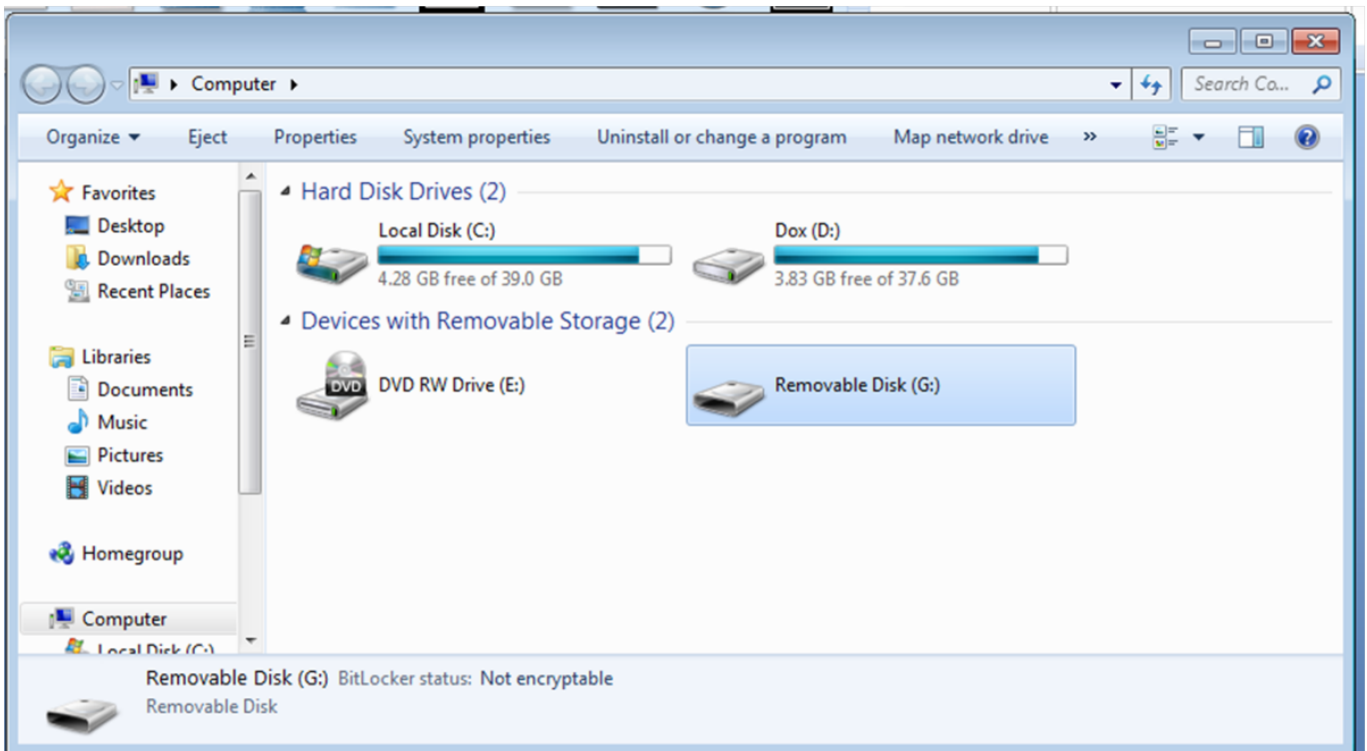 Computer
Search Co...
Organize Eject Properties System properties Uninstall or change a program Map network drive »
Favorites
Desktop
Downloads
Recent Places
Libraries
Documents
Music
Pictures
Videos
Homegroup
Computer
Local Disk (C:)
Hard Disk Drives (2)
Local Disk (C:)
4.28 GB free of 39.0 GB
Dox (D:)
3.83 GB free of 37.6 GB
Devices with Removable Storage (2)
DVD
DVD RW Drive (E:)
Removable Disk (G:)
Removable Disk (G:) BitLocker status: Not encryptable
Removable Disk